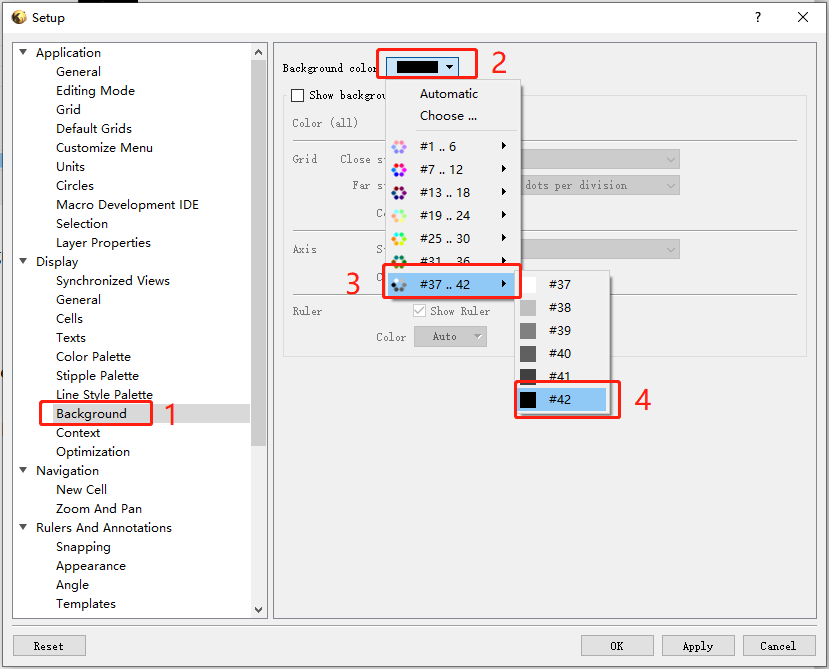 Setup
?
Application
General
Editing Mode
Grid
Default Grids
Customize Menu
Units
Circles
Macro Development IDE
Selection
Layer Properties
Display
Synchronized Views
General
Cells
Texts
Color Palette
Stipple Palette
Line Style Palette
Background
1
Context
Optimization
Navigation
New Cell
Zoom And Pan
Rulers And Annotations
Snapping
Appearance
Angle
Templates
Background color
2
Show backgrou
Color (all)
Grid Close s
Far s
dots per division
Axis
Ruler
Show Ruler
Color Auto
Automatic
Choose ...
#1 .. 6
#7 .. 12
#13 .. 18
#19 .. 24
#25 .. 30
#31 .. 36
3
#37 .. 42
#37
#38
#39
#40
#41
#42
4
Reset
OK
Apply
Cancel